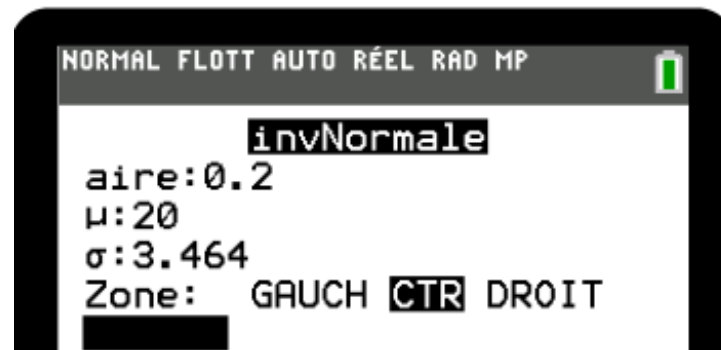 NORMAL FLOTT AUTO RÉEL RAD MP
invNormale
aire:0.2
μ:20
σ:3.464
Zone: GAUCH CTR DROIT